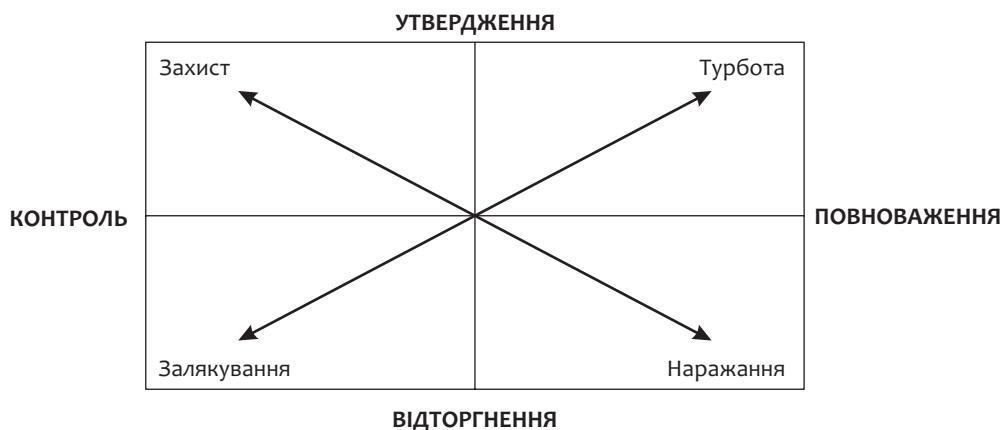 УТВЕРДЖЕННЯ
Захист
Турбота
КОНТРОЛЬ
ПОВНОВАЖЕННЯ
Залякування
Наражання
ВІДТОРГНЕННЯ